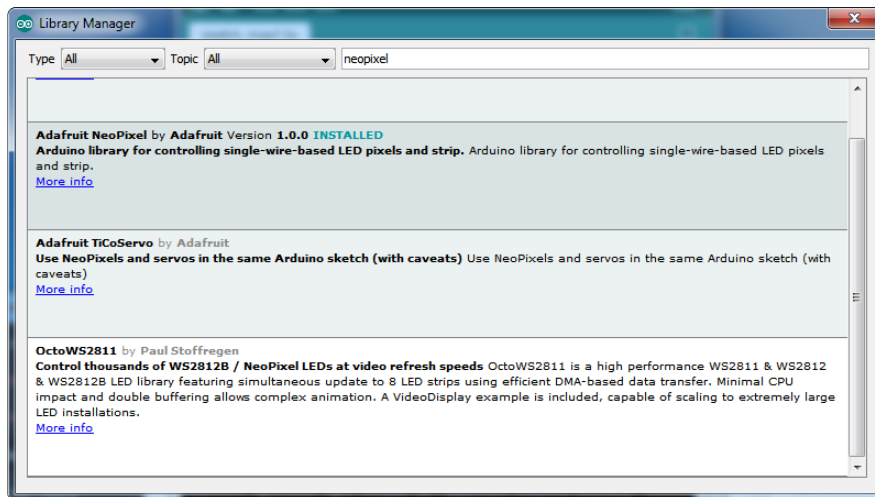 Library Manager
Type All Topic All neopixel
Adafruit NeoPixel by Adafruit Version 1.0.0 INSTALLED
Arduino library for controlling single-wire-based LED pixels and strip. Arduino library for controlling single-wire-based LED pixels
and strip.
More info
Adafruit TiCoServo by Adafruit
Use NeoPixels and servos in the same Arduino sketch (with caveats) Use NeoPixels and servos in the same Arduino sketch (with
caveats)
More info
OctoWS2811 by Paul Stoffregen
Control thousands of WS2812B / NeoPixel LEDs at video refresh speeds OctoWS2811 is a high performance WS2811 & WS2812
& WS2812B LED library featuring simultaneous update to 8 LED strips using efficient DMA-based data transfer. Minimal CPU
impact and double buffering allows complex animation. A VideoDisplay example is included, capable of scaling to extremely large
LED installations.
More info